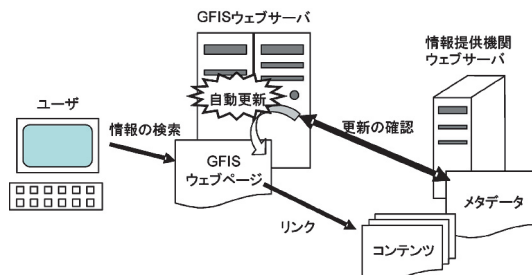 GFISウェブサーバ
情報提供機関
ウェブサーバ
ユーザ
自動更新
情報の検索
更新の確認
GFIS
ウェブページ
メタデータ
リンク
コンテンツ